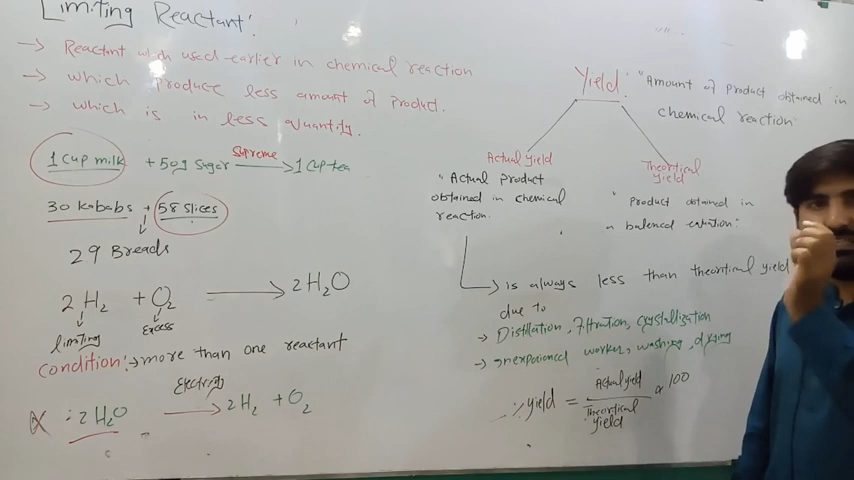 Limiting Reactant:
→ Reactant which used earlier in chemical reaction
→ which produce less amount of product.
→ which is in less quantity.
1 cup milk + 50g sugar Supreme → 1 cup tea
30 kababs + 58 slices
29 Breads
2H₂ + O₂ → 2H₂O
limiting Excess
Condition: → more than one reactant
: 2H₂O Electricity → 2H₂ + O₂
Yield: "Amount of product obtained in
chemical reaction"
Actual yield
"Actual product
obtained in chemical
reaction.
Theoritical
yield
" product obtained in
a balenced equation:
→ is always less than theoritical yield
due to
→ Distillation, filtration, crystallization
→ inexperienced worker, washing, drying
% yield = Actual yield / Theoritical yield × 100